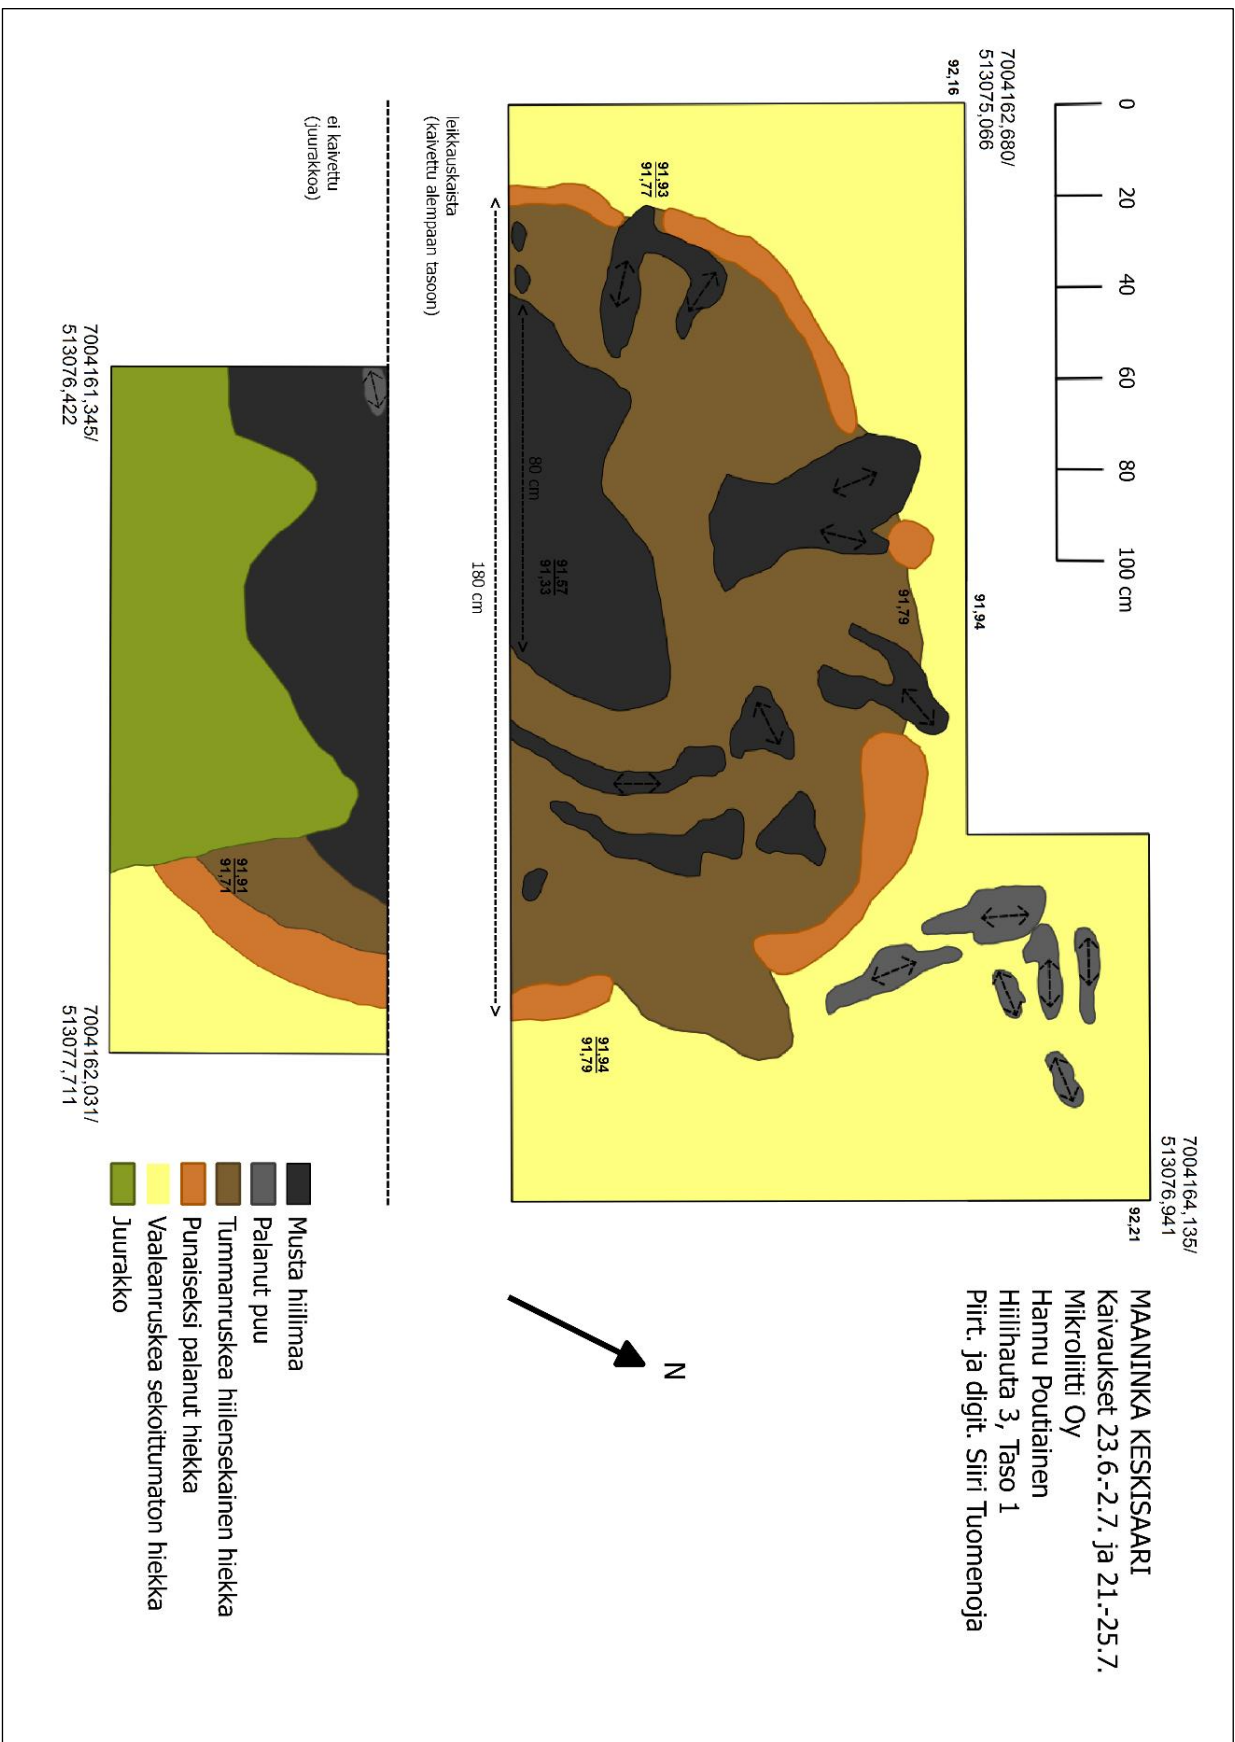 MAANINKA KESKISAARI
Kaivaukset 23.6.-2.7. ja 21.-25.7.
Mikroliitti Oy
Hannu Poutiainen
Hiilihauta 3, Taso 1
Piirt. ja digit. Siiri Tuomenoja
0
20
40
60
80
100 cm
7004162,680/
513075,066
92,16
91,94
7004164,135/
513076,941
92,21
91,93
91,77
91,79
91,57
91,33
80 cm
180 cm
91,94
91,79
leikkauskaista
(kaivettu alempaan tasoon)
ei kaivettu
(juurakkoa)
91,91
91,71
7004161,345/
513076,422
7004162,031/
513077,711
N
Musta hiilimaa
Palanut puu
Tummanruskea hiilensekainen hiekka
Punaiseksi palanut hiekka
Vaaleanruskea sekoittumaton hiekka
Juurakko